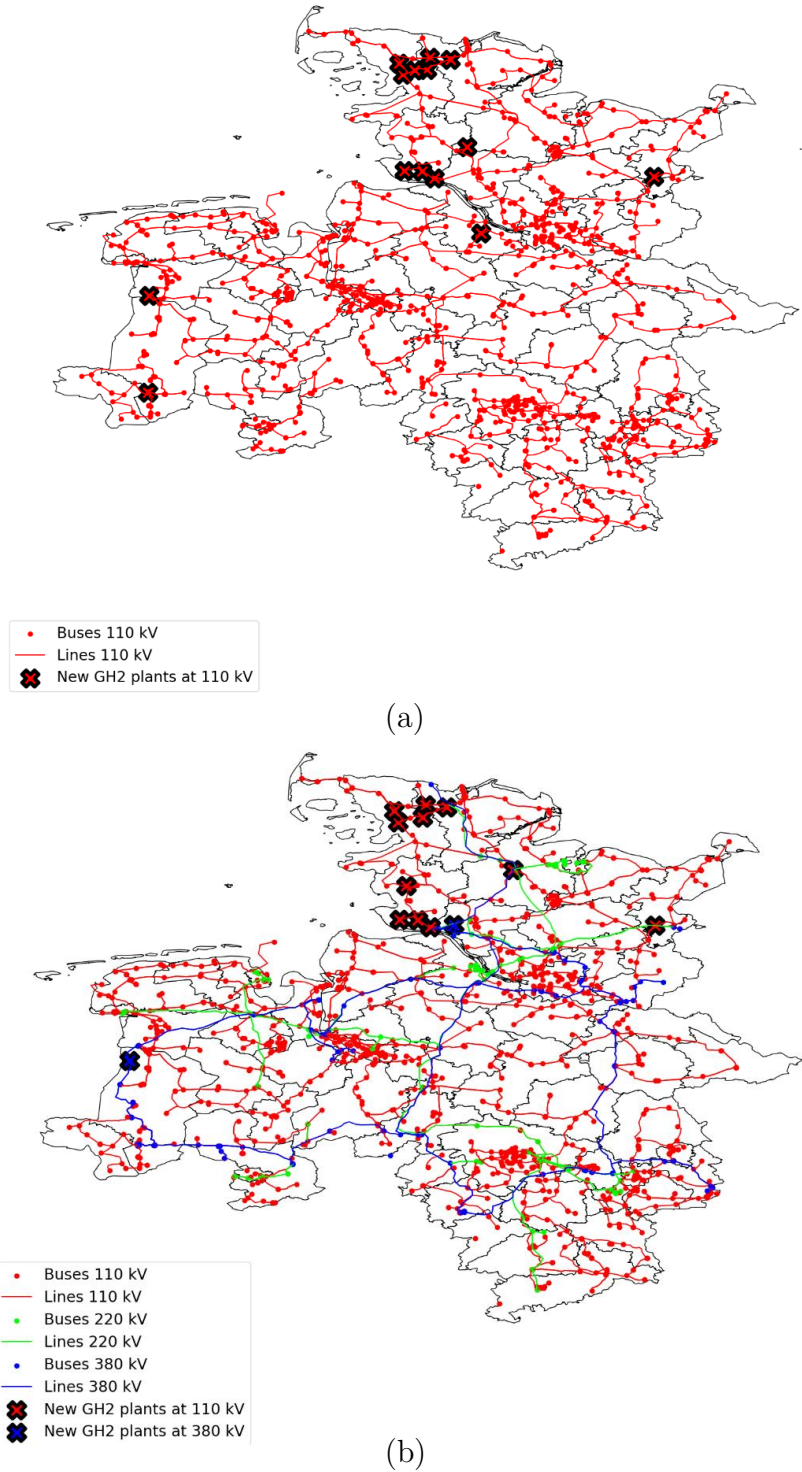 Buses 110 kV
Lines 110 kV
New GH2 plants at 110 kV
(a)
Buses 110 kV
Lines 110 kV
Buses 220 kV
Lines 220 kV
Buses 380 kV
Lines 380 kV
New GH2 plants at 110 kV
New GH2 plants at 380 kV
(b)